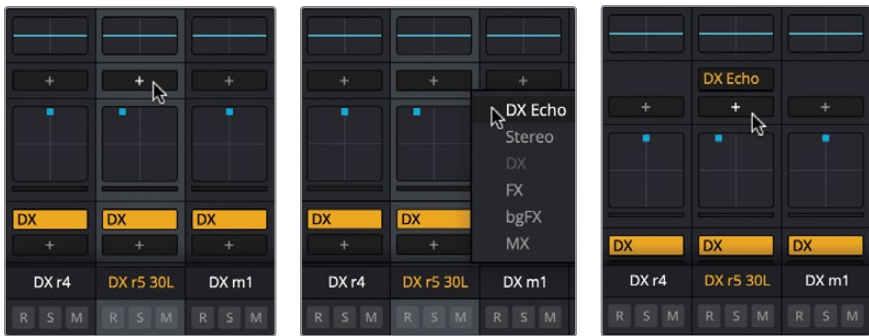 + + +
DX DX DX
+ + +
DX r4 DX r5 30L DX m1
R S M R S M R S M
+ + +
DX Echo
Stereo
DX
FX
bgFX
MX
DX DX
+ +
DX r4 DX r5 30L DX m1
R S M R S M R S M
DX Echo
+ + +
DX DX DX
DX r4 DX r5 30L DX m1
R S M R S M R S M